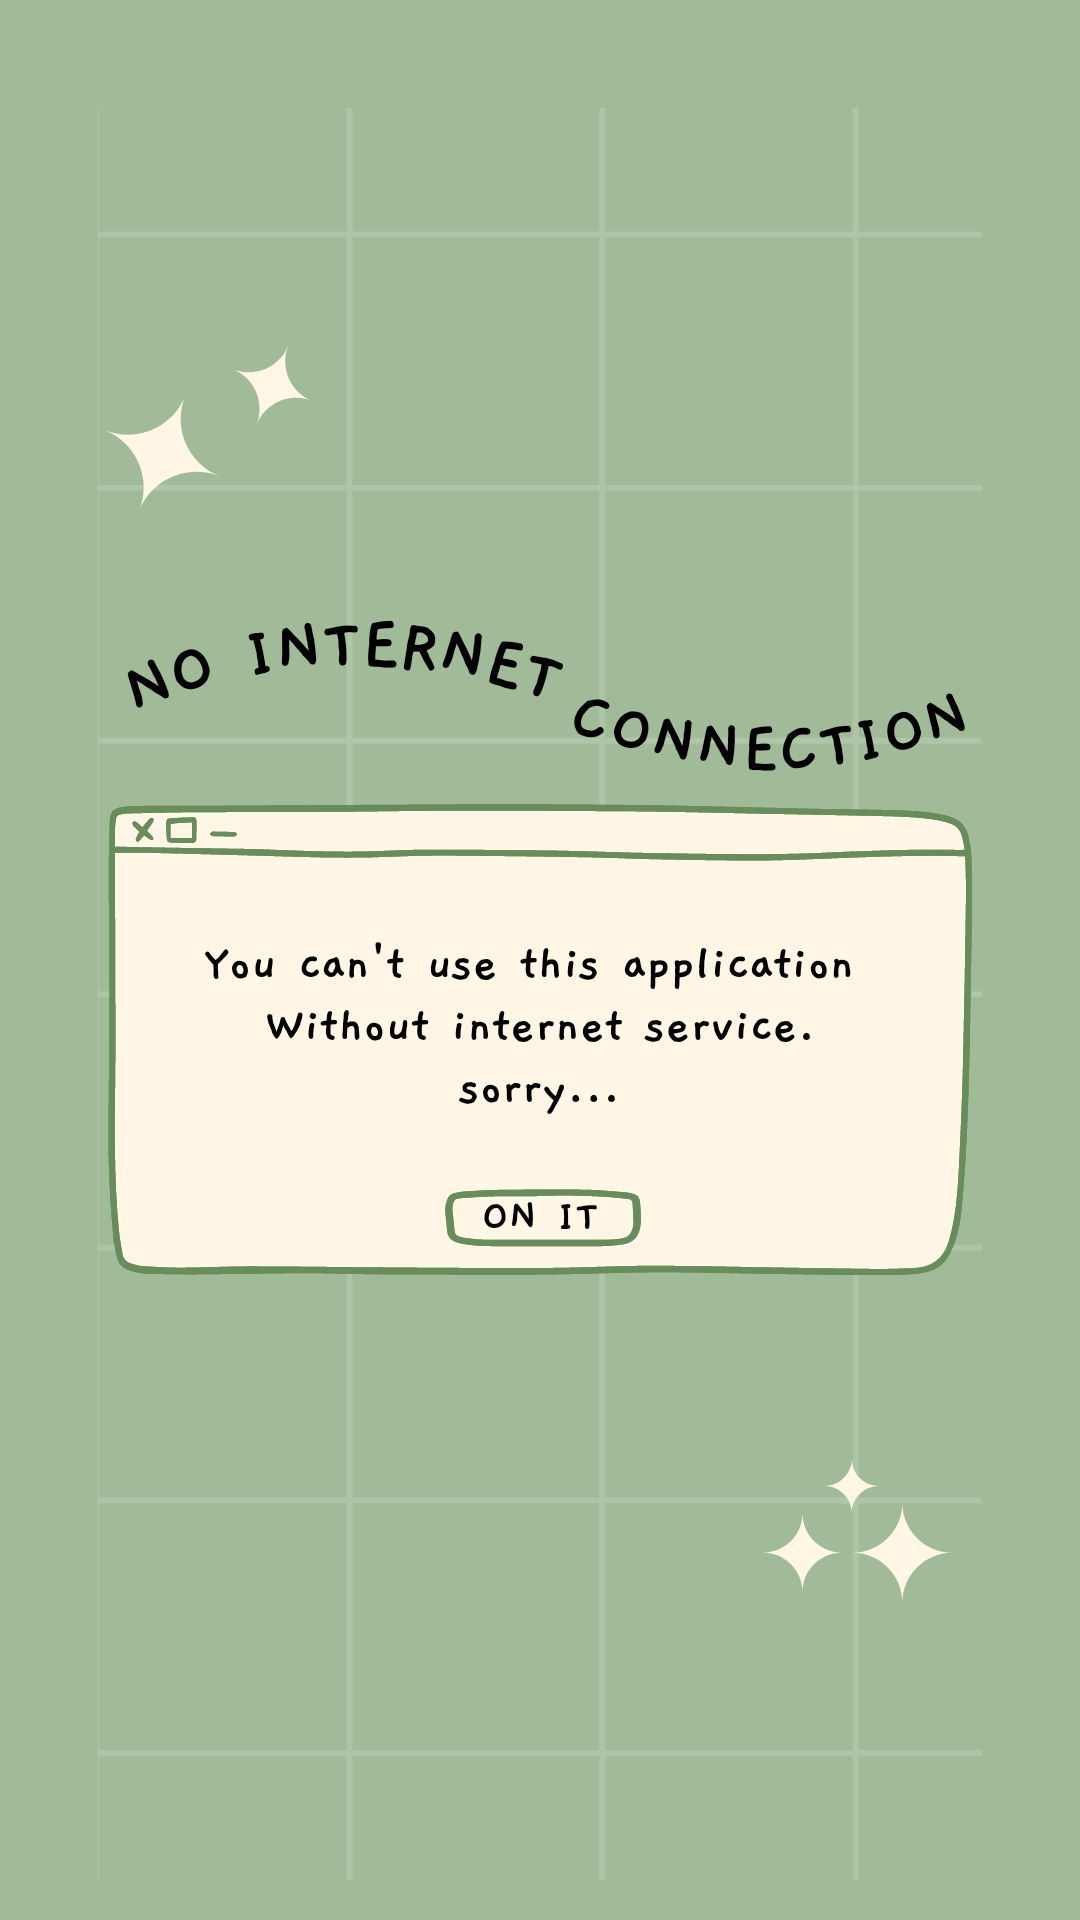 NO INTERNET
CONNECTION
You can't use this application
Without internet service.
sorry...
ON IT